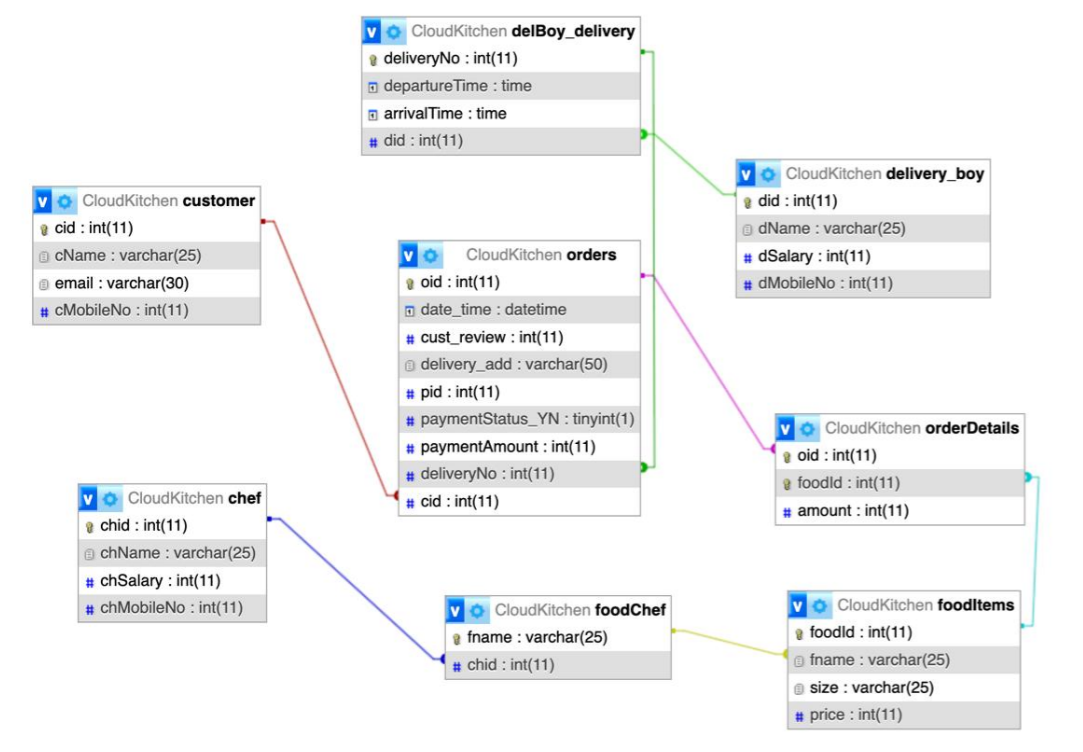 CloudKitchen delBoy_delivery
deliveryNo : int(11)
departureTime : time
arrivalTime : time
# did : int(11)
CloudKitchen delivery_boy
did : int(11)
dName : varchar(25)
# dSalary : int(11)
# dMobileNo : int(11)
CloudKitchen customer
cid : int(11)
cName : varchar(25)
email : varchar(30)
# cMobileNo : int(11)
CloudKitchen orders
oid : int(11)
date_time : datetime
# cust_review : int(11)
delivery_add : varchar(50)
# pid : int(11)
# paymentStatus_YN : tinyint(1)
# paymentAmount : int(11)
# deliveryNo : int(11)
# cid : int(11)
CloudKitchen orderDetails
oid : int(11)
foodId : int(11)
# amount : int(11)
CloudKitchen chef
chid : int(11)
chName : varchar(25)
# chSalary : int(11)
# chMobileNo : int(11)
CloudKitchen foodChef
fname : varchar(25)
# chid : int(11)
CloudKitchen foodItems
foodId : int(11)
fname : varchar(25)
size : varchar(25)
# price : int(11)